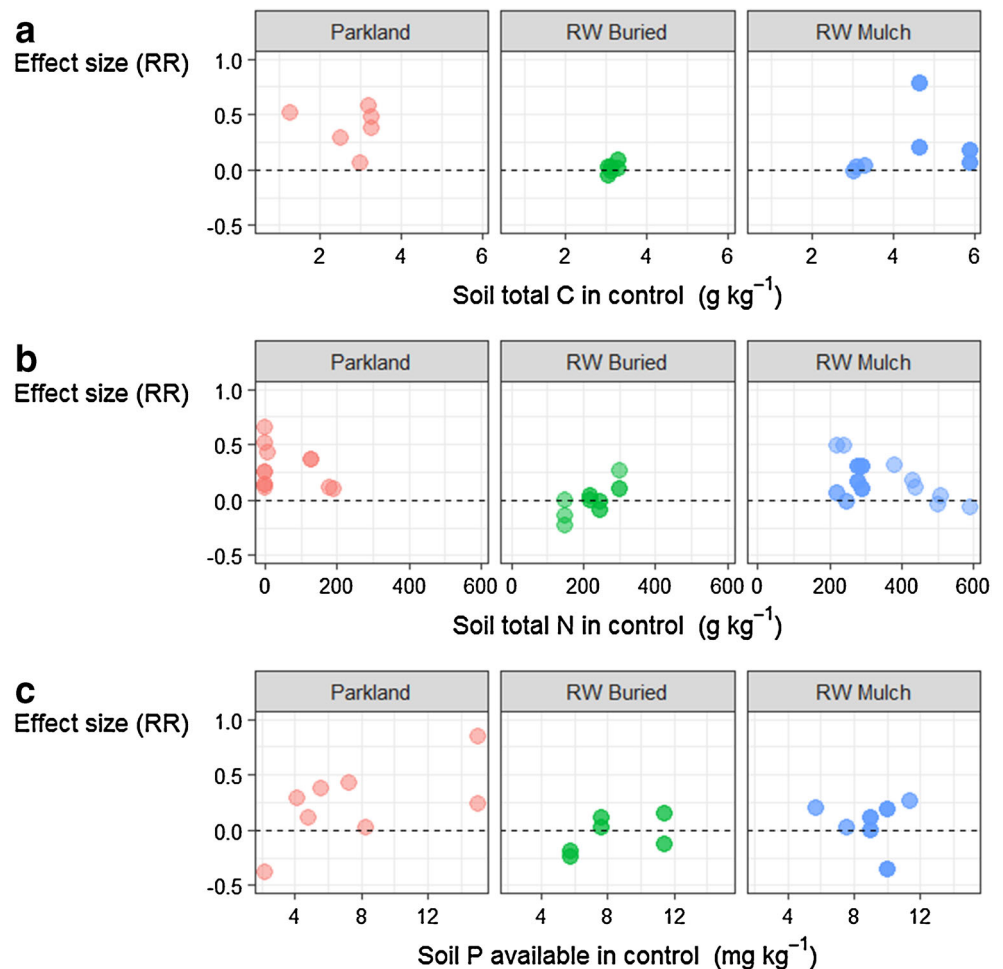 a
Effect size (RR)
Parkland RW Buried RW Mulch
1.0
0.5
0.0
-0.5
2 4 6 2 4 6 2 4 6
Soil total C in control (g kg⁻¹)
b
Effect size (RR)
Parkland RW Buried RW Mulch
1.0
0.5
0.0
-0.5
0 200 400 600 0 200 400 600 0 200 400 600
Soil total N in control (g kg⁻¹)
c
Effect size (RR)
Parkland RW Buried RW Mulch
1.0
0.5
0.0
-0.5
4 8 12 4 8 12 4 8 12
Soil P available in control (mg kg⁻¹)